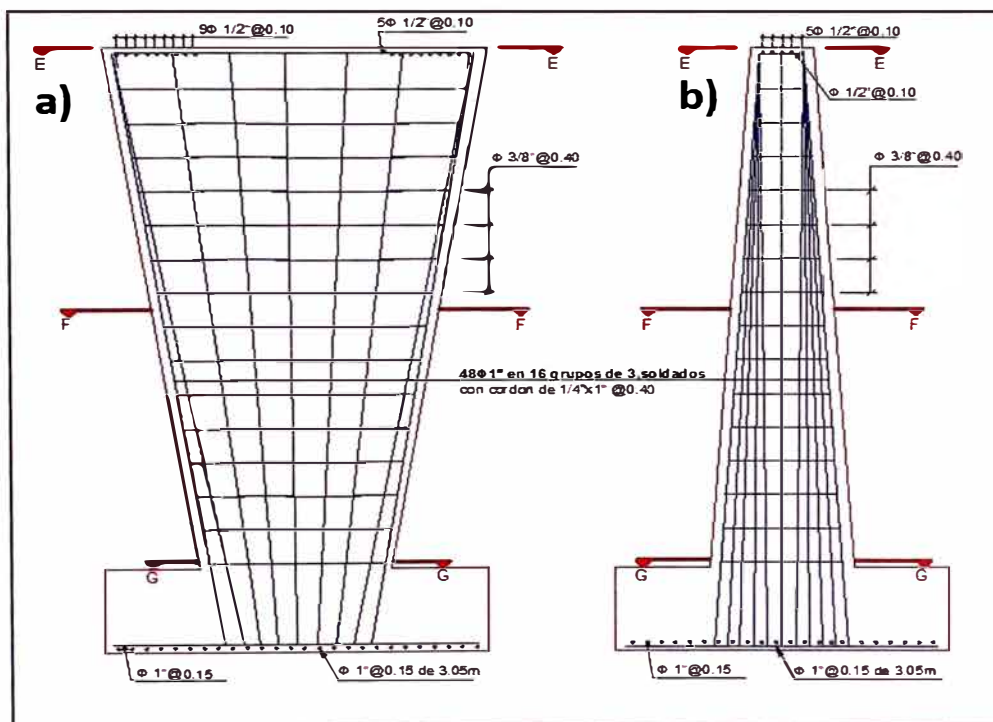 a)
9Φ 1/2"@0.10
5Φ 1/2"@0.10
E
E
Φ 3/8"@0.40
F
F
48Φ1" en 16 grupos de 3,soldados
con cordon de 1/4"x1" @0.40
G
G
Φ 1"@0.15
Φ 1"@0.15 de 3.05m
b)
5Φ 1/2"@0.10
E
E
Φ 1/2"@0.10
Φ 3/8"@0.40
F
F
G
G
Φ 1"@0.15
Φ 1"@0.15 de 3.05m